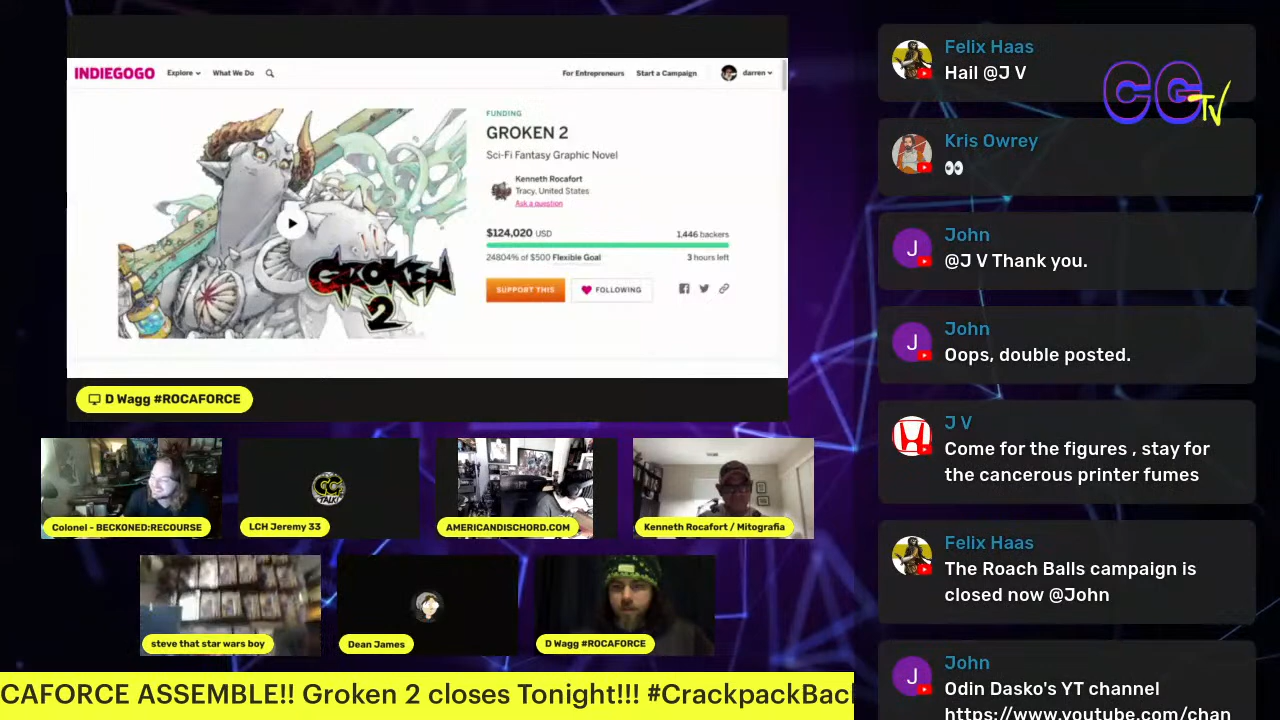 INDIEGOGO
Explore
What We Do
For Entrepreneurs
Start a Campaign
darren
FUNDING
GROKEN 2
Sci-Fi Fantasy Graphic Novel
Kenneth Rocafort
Tracy, United States
Ask a question
$124,020 USD
1,446 backers
24804% of $500 Flexible Goal
3 hours left
SUPPORT THIS
FOLLOWING
GROKEN
2
D Wagg #ROCAFORCE
Colonel - BECKONED:RECOURSE
CG
TALK!
LCH Jeremy 33
AMERICANDISCHORD.COM
Kenneth Rocafort / Mitografia
steve that star wars boy
Dean James
D Wagg #ROCAFORCE
CAFORCE ASSEMBLE!! Groken 2 closes Tonight!!! #CrackpackBac
CG TV
Felix Haas
Hail @J V
Kris Owrey
👀
J
John
@J V Thank you.
J
John
Oops, double posted.
J V
Come for the figures , stay for
the cancerous printer fumes
Felix Haas
The Roach Balls campaign is
closed now @John
J
John
Odin Dasko's YT channel
https://www.youtube.com/chan